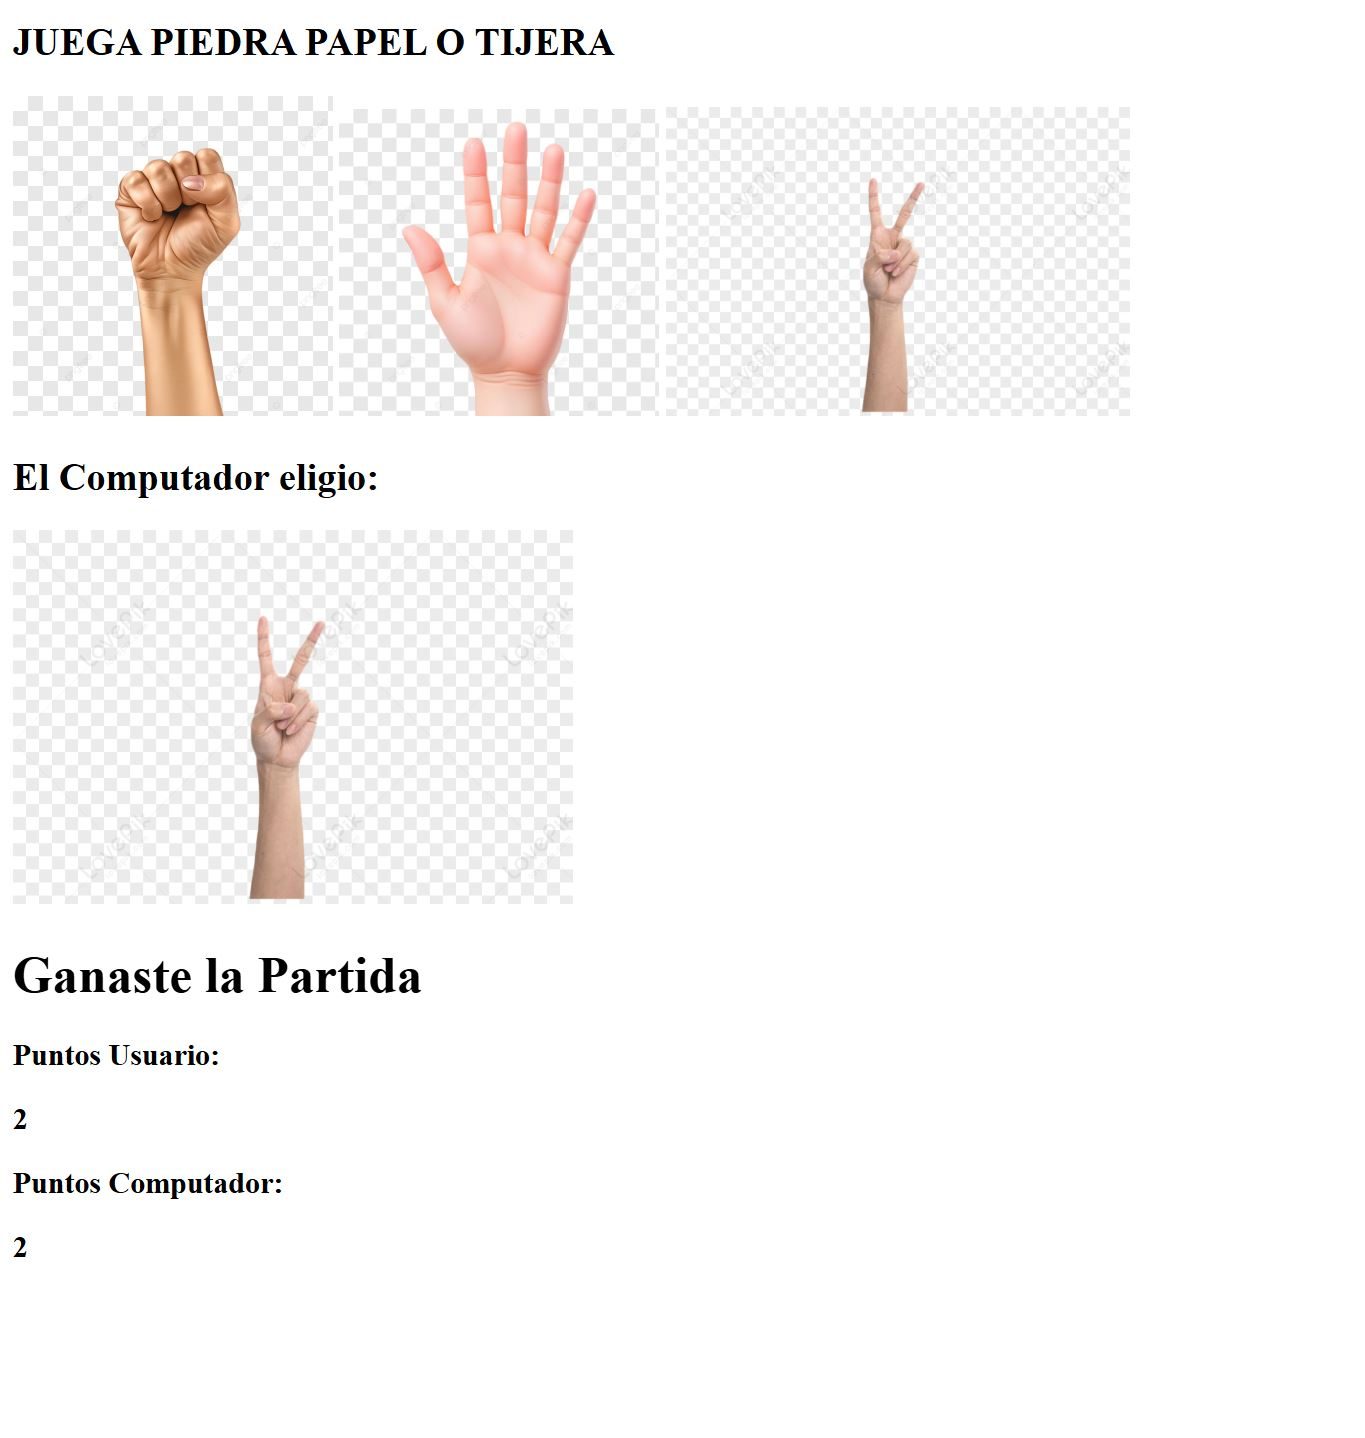 JUEGA PIEDRA PAPEL O TIJERA
El Computador eligio:
Ganaste la Partida
Puntos Usuario:
2
Puntos Computador:
2